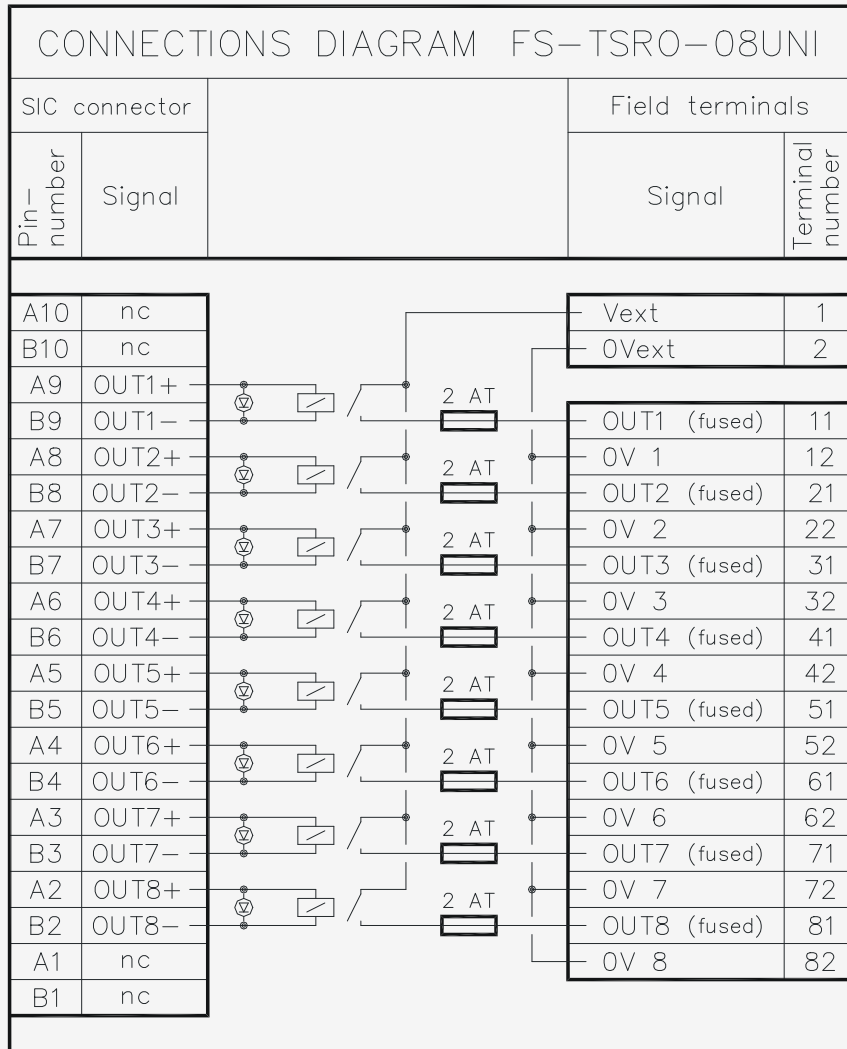 CONNECTIONS DIAGRAM FS-TSRO-08UNI
SIC connector
Field terminals
Pin-
number
Signal
Signal
Terminal
number
A10 nc
Vext 1
B10 nc
0Vext 2
A9 OUT1+
2 AT
B9 OUT1-
OUT1 (fused) 11
A8 OUT2+
0V 1 12
2 AT
B8 OUT2-
OUT2 (fused) 21
A7 OUT3+
0V 2 22
2 AT
B7 OUT3-
OUT3 (fused) 31
A6 OUT4+
0V 3 32
2 AT
B6 OUT4-
OUT4 (fused) 41
A5 OUT5+
0V 4 42
2 AT
B5 OUT5-
OUT5 (fused) 51
A4 OUT6+
0V 5 52
2 AT
B4 OUT6-
OUT6 (fused) 61
A3 OUT7+
0V 6 62
2 AT
B3 OUT7-
OUT7 (fused) 71
A2 OUT8+
0V 7 72
2 AT
B2 OUT8-
OUT8 (fused) 81
A1 nc
0V 8 82
B1 nc